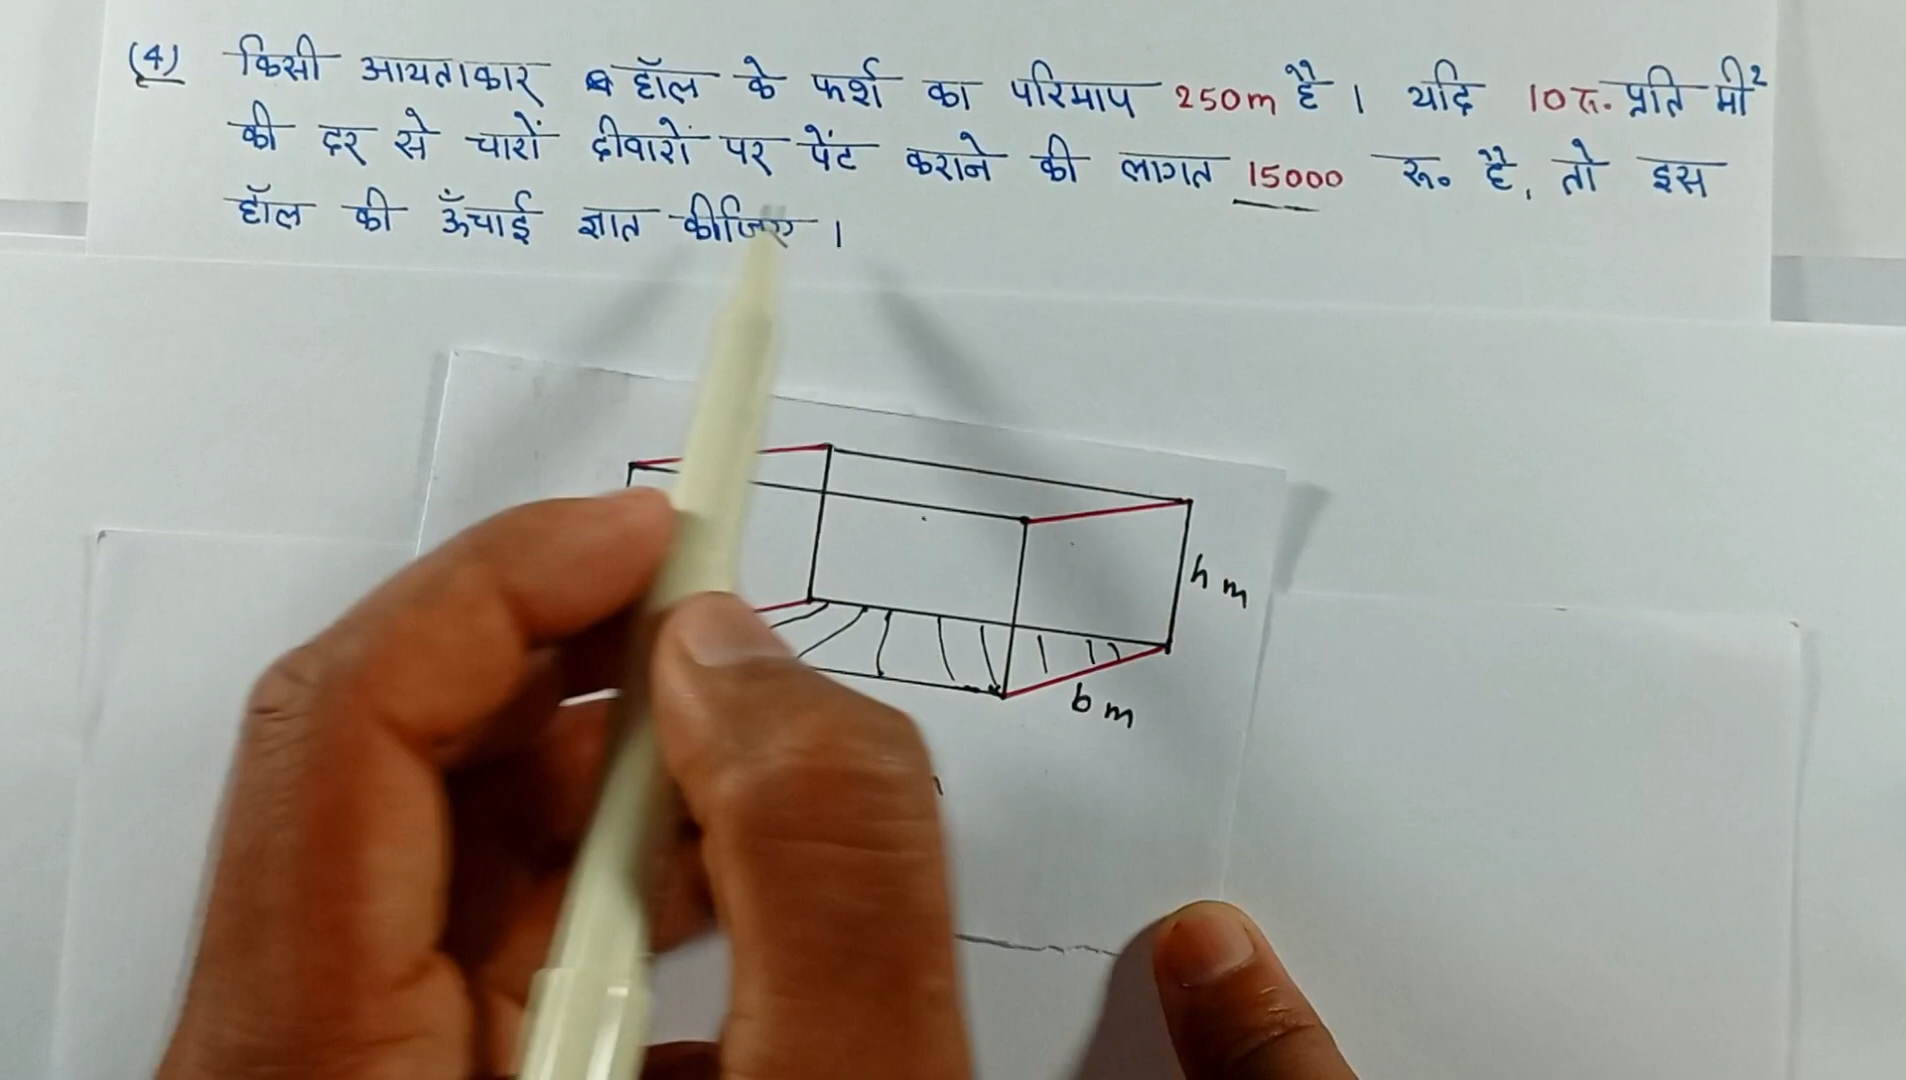 (4) किसी आयताकार हॉल के फर्श का परिमाप 250m है । यदि 10रु. प्रति मी²
की दर से चारों दीवारों पर पेंट कराने की लागत 15000 रू० है, तो इस
हॉल की ऊँचाई ज्ञात कीजिए ।
h m
b m